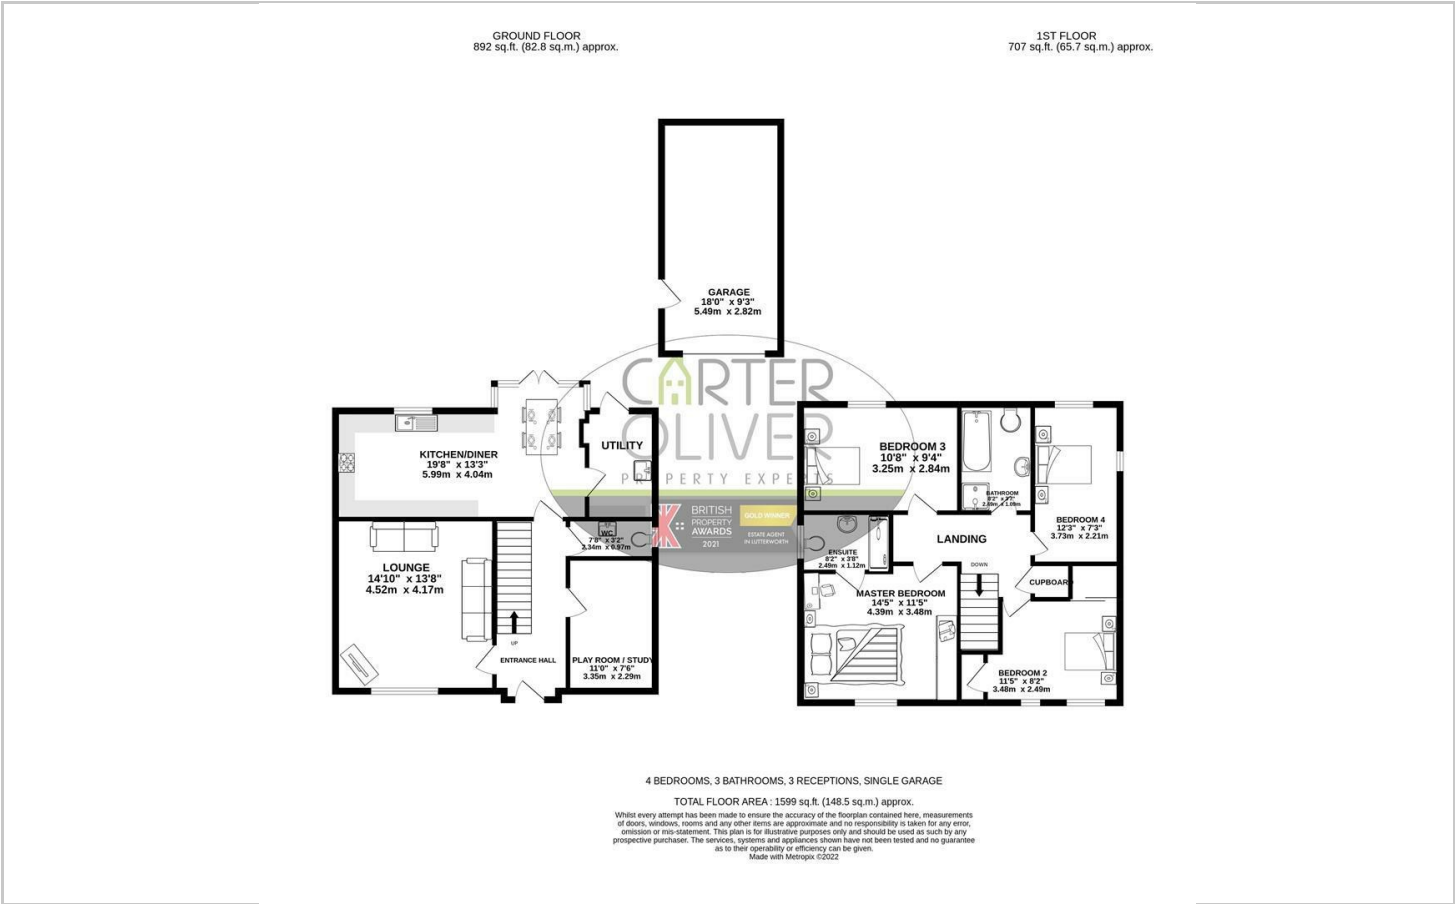 GROUND FLOOR
892 sq.ft. (82.8 sq.m.) approx.
1ST FLOOR
707 sq.ft. (65.7 sq.m.) approx.
GARAGE
18'0" x 9'3"
5.49m x 2.82m
CARTER
OLIVER
PROPERTY EXPERTS
BRITISH
PROPERTY
AWARDS
2021
GOLD WINNER
ESTATE AGENT
IN LUTTERWORTH
KITCHEN/DINER
19'8" x 13'3"
5.99m x 4.04m
UTILITY
WC
7'8" x 3'2"
2.34m x 0.97m
LOUNGE
14'10" x 13'8"
4.52m x 4.17m
UP
ENTRANCE HALL
PLAY ROOM / STUDY
11'0" x 7'6"
3.35m x 2.29m
BEDROOM 3
10'8" x 9'4"
3.25m x 2.84m
BATHROOM
BEDROOM 4
12'3" x 7'3"
3.73m x 2.21m
ENSUITE
8'2" x 3'8"
2.49m x 1.12m
LANDING
DOWN
CUPBOARD
MASTER BEDROOM
14'5" x 11'5"
4.39m x 3.48m
BEDROOM 2
11'5" x 8'2"
3.48m x 2.49m
4 BEDROOMS, 3 BATHROOMS, 3 RECEPTIONS, SINGLE GARAGE
TOTAL FLOOR AREA : 1599 sq.ft. (148.5 sq.m.) approx.
Whilst every attempt has been made to ensure the accuracy of the floorplan contained here, measurements
of doors, windows, rooms and any other items are approximate and no responsibility is taken for any error,
omission or mis-statement. This plan is for illustrative purposes only and should be used as such by any
prospective purchaser. The services, systems and appliances shown have not been tested and no guarantee
as to their operability or efficiency can be given.
Made with Metropix ©2022